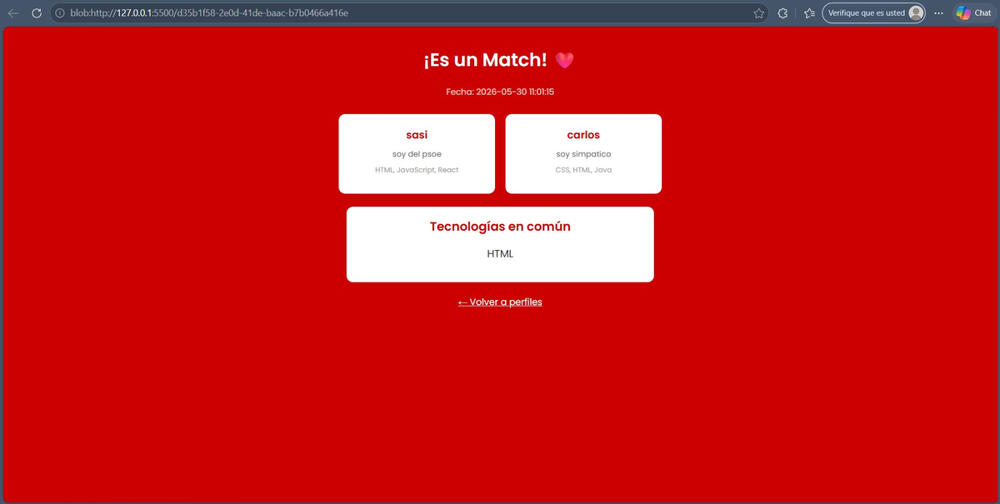 blob:http://127.0.0.1:5500/d35b1f58-2e0d-41de-baac-b7b0466a416e
Verifique que es usted
Chat
¡Es un Match!
Fecha: 2026-05-30 11:01:15
sasi
soy del psoe
HTML, JavaScript, React
carlos
soy simpatico
CSS, HTML, Java
Tecnologías en común
HTML
← Volver a perfiles